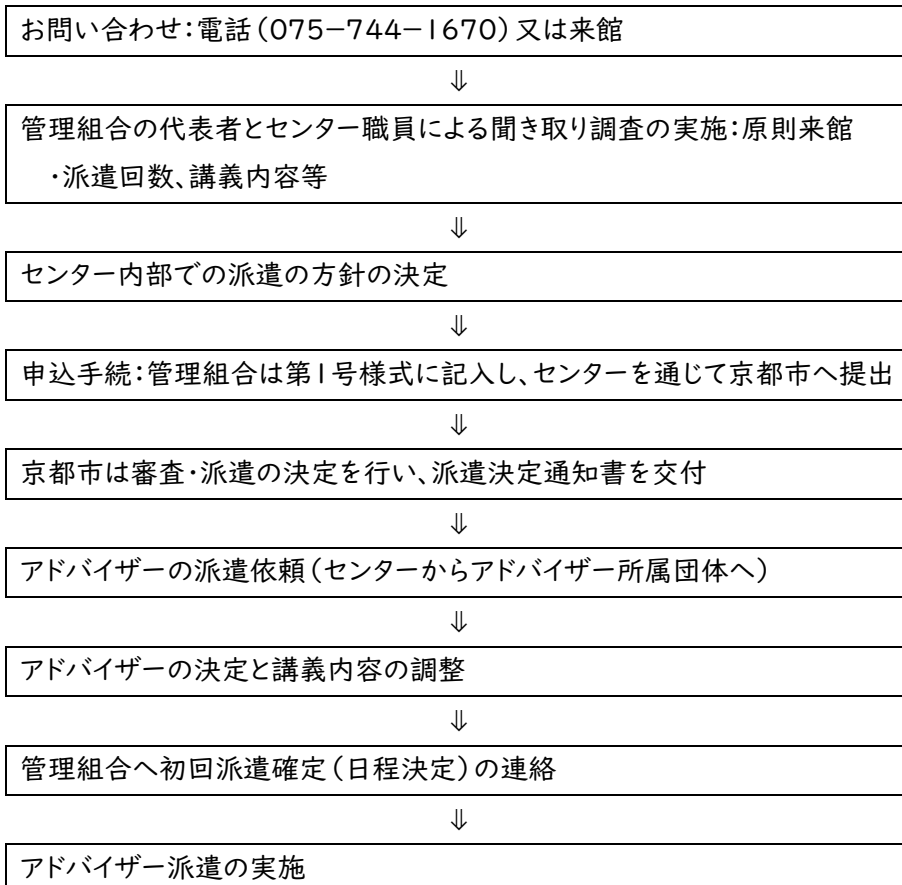 お問い合わせ：電話（075－744－1670）又は来館
⇓
管理組合の代表者とセンター職員による聞き取り調査の実施：原則来館
・派遣回数、講義内容等
⇓
センター内部での派遣の方針の決定
⇓
申込手続：管理組合は第1号様式に記入し、センターを通じて京都市へ提出
⇓
京都市は審査・派遣の決定を行い、派遣決定通知書を交付
⇓
アドバイザーの派遣依頼（センターからアドバイザー所属団体へ）
⇓
アドバイザーの決定と講義内容の調整
⇓
管理組合へ初回派遣確定（日程決定）の連絡
⇓
アドバイザー派遣の実施